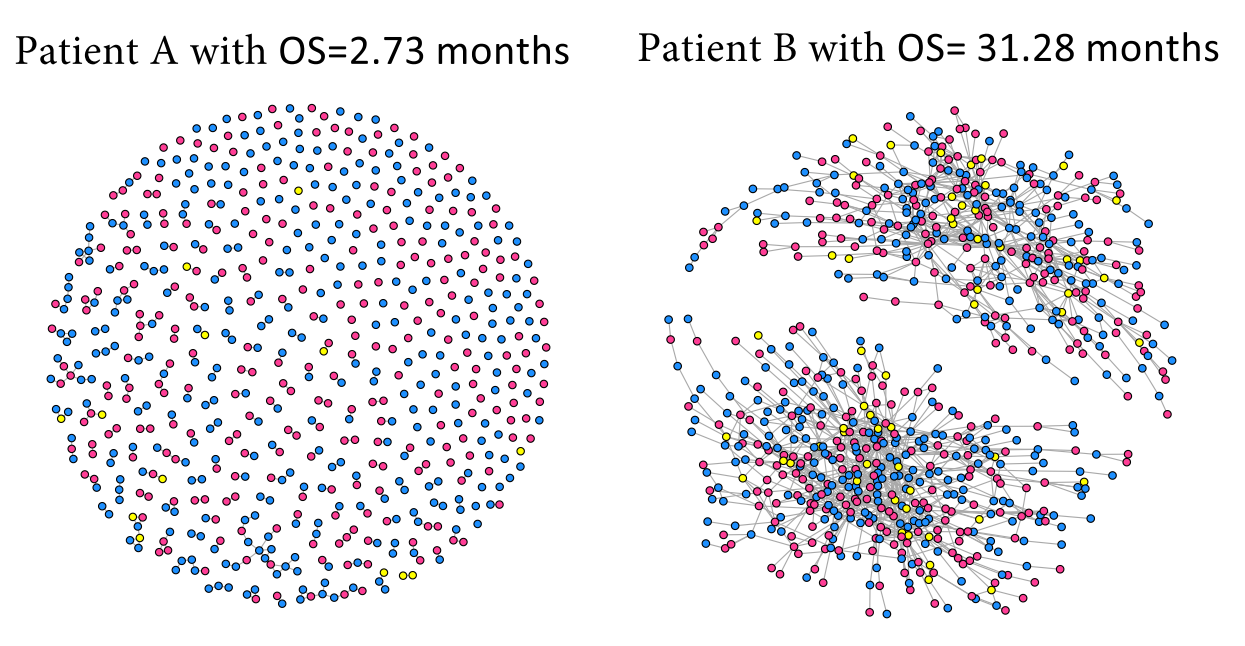 Patient A with OS=2.73 months
Patient B with OS= 31.28 months